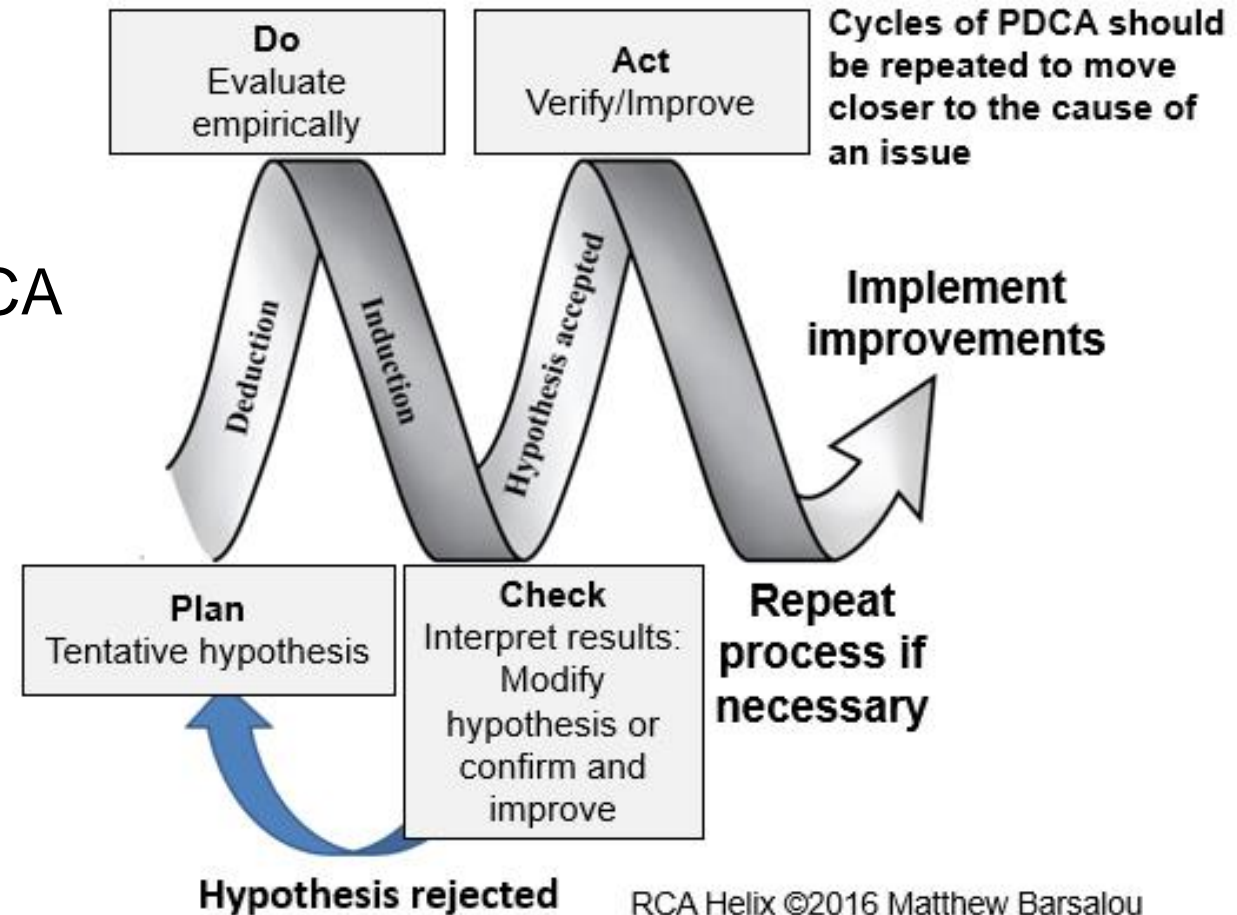 Do
Evaluate
empirically
Act
Verify/Improve
Cycles of PDCA should
be repeated to move
closer to the cause of
an issue
CA
Deduction
Induction
Hypothesis accepted
Implement
improvements
Plan
Tentative hypothesis
Check
Interpret results:
Modify
hypothesis or
confirm and
improve
Repeat
process if
necessary
Hypothesis rejected
RCA Helix ©2016 Matthew Barsalou